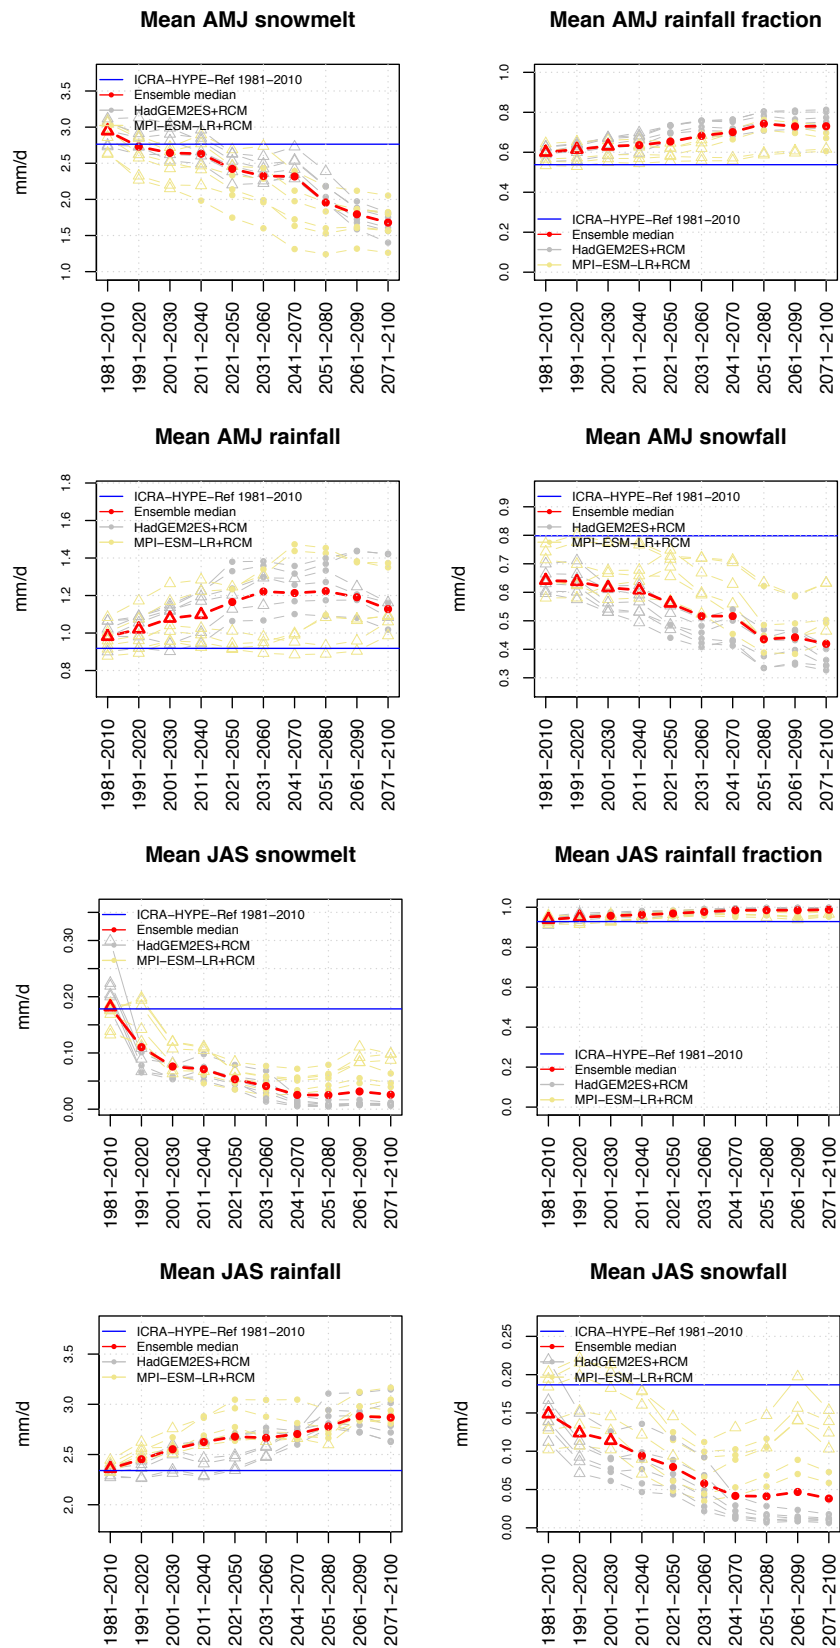 Mean AMJ snowmelt
mm/d
3.5
3.0
2.5
2.0
1.5
1.0
ICRA−HYPE−Ref 1981−2010
Ensemble median
HadGEM2ES+RCM
MPI−ESM−LR+RCM
1981−2010
1991−2020
2001−2030
2011−2040
2021−2050
2031−2060
2041−2070
2051−2080
2061−2090
2071−2100
Mean AMJ rainfall fraction
1.0
0.8
0.6
0.4
0.2
0.0
ICRA−HYPE−Ref 1981−2010
Ensemble median
HadGEM2ES+RCM
MPI−ESM−LR+RCM
1981−2010
1991−2020
2001−2030
2011−2040
2021−2050
2031−2060
2041−2070
2051−2080
2061−2090
2071−2100
Mean AMJ rainfall
mm/d
1.8
1.6
1.4
1.2
1.0
0.8
ICRA−HYPE−Ref 1981−2010
Ensemble median
HadGEM2ES+RCM
MPI−ESM−LR+RCM
1981−2010
1991−2020
2001−2030
2011−2040
2021−2050
2031−2060
2041−2070
2051−2080
2061−2090
2071−2100
Mean AMJ snowfall
mm/d
0.9
0.8
0.7
0.6
0.5
0.4
0.3
ICRA−HYPE−Ref 1981−2010
Ensemble median
HadGEM2ES+RCM
MPI−ESM−LR+RCM
1981−2010
1991−2020
2001−2030
2011−2040
2021−2050
2031−2060
2041−2070
2051−2080
2061−2090
2071−2100
Mean JAS snowmelt
mm/d
0.30
0.20
0.10
0.00
ICRA−HYPE−Ref 1981−2010
Ensemble median
HadGEM2ES+RCM
MPI−ESM−LR+RCM
1981−2010
1991−2020
2001−2030
2011−2040
2021−2050
2031−2060
2041−2070
2051−2080
2061−2090
2071−2100
Mean JAS rainfall fraction
1.0
0.8
0.6
0.4
0.2
0.0
ICRA−HYPE−Ref 1981−2010
Ensemble median
HadGEM2ES+RCM
MPI−ESM−LR+RCM
1981−2010
1991−2020
2001−2030
2011−2040
2021−2050
2031−2060
2041−2070
2051−2080
2061−2090
2071−2100
Mean JAS rainfall
mm/d
3.5
3.0
2.5
2.0
ICRA−HYPE−Ref 1981−2010
Ensemble median
HadGEM2ES+RCM
MPI−ESM−LR+RCM
1981−2010
1991−2020
2001−2030
2011−2040
2021−2050
2031−2060
2041−2070
2051−2080
2061−2090
2071−2100
Mean JAS snowfall
mm/d
0.25
0.20
0.15
0.10
0.05
0.00
ICRA−HYPE−Ref 1981−2010
Ensemble median
HadGEM2ES+RCM
MPI−ESM−LR+RCM
1981−2010
1991−2020
2001−2030
2011−2040
2021−2050
2031−2060
2041−2070
2051−2080
2061−2090
2071−2100